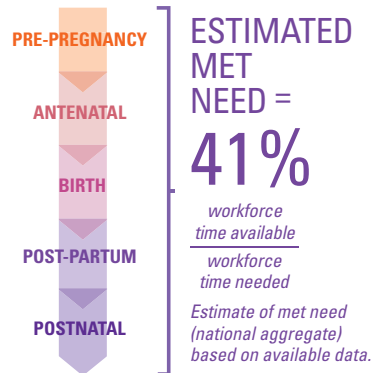 PRE-PREGNANCY
ANTENATAL
BIRTH
POST-PARTUM
POSTNATAL
ESTIMATED
MET
NEED =
41%
workforce
time available
workforce
time needed
Estimate of met need
(national aggregate)
based on available data.